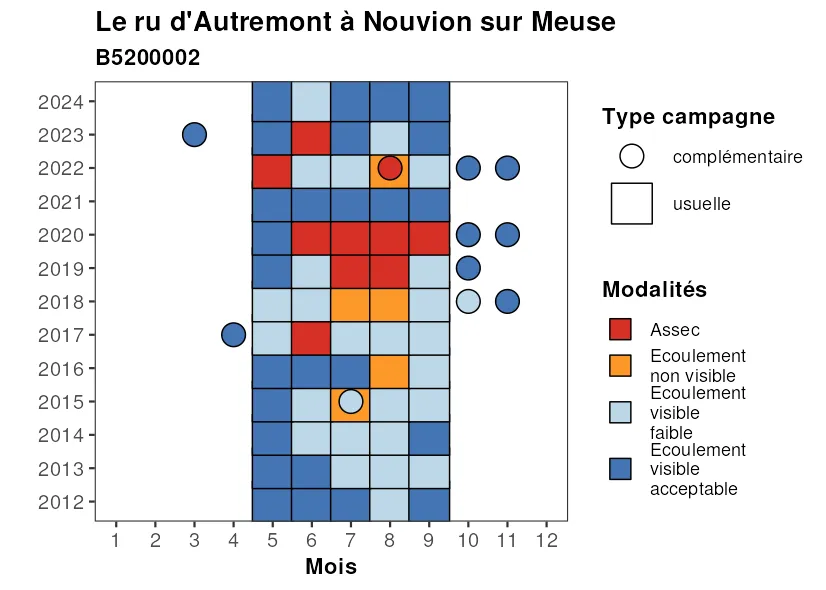 Le ru d'Autremont à Nouvion sur Meuse
B5200002
2024
2023
2022
2021
2020
2019
2018
2017
2016
2015
2014
2013
2012
1 2 3 4 5 6 7 8 9 10 11 12
Mois
Type campagne
complémentaire
usuelle
Modalités
Assec
Ecoulement
non visible
Ecoulement
visible
faible
Ecoulement
visible
acceptable